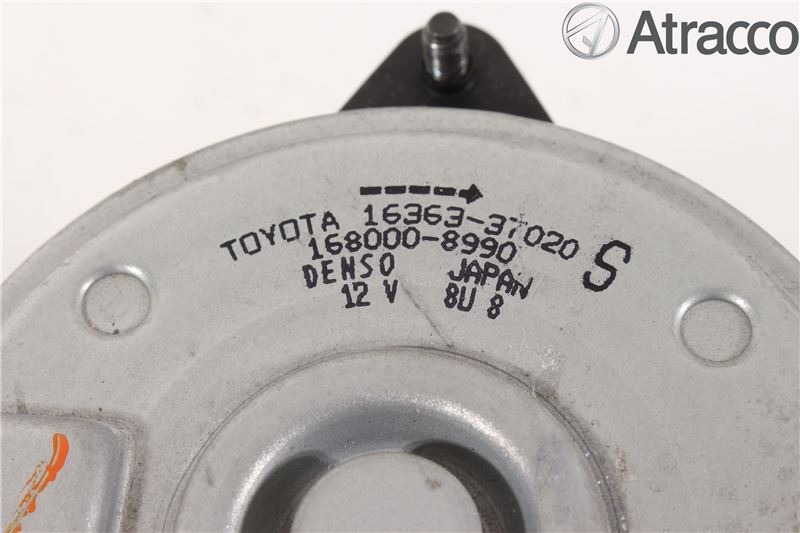 Atracco
TOYOTA 16363-37020 S
168000-8990
DENSO JAPAN
12 V 8U 8